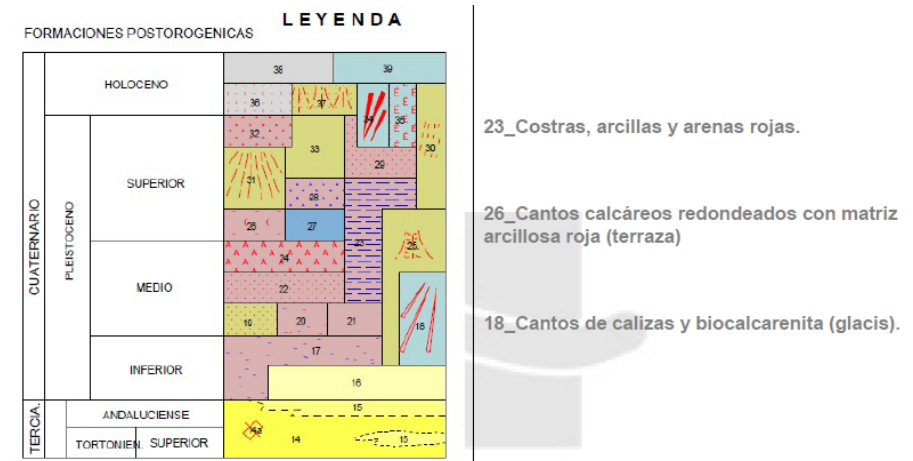 LEYENDA
FORMACIONES POSTOROGENICAS
CUATERNARIO
HOLOCENO
PLEISTOCENO
SUPERIOR
MEDIO
INFERIOR
TERCIA.
ANDALUCIENSE
TORTONIEN. SUPERIOR
38 39
36 37 34 35
32 33 30
29
31
28
26 27
23 25
24
22
19 20 21 18
17
16
15
14 15
23_Costras, arcillas y arenas rojas.
26_Cantos calcáreos redondeados con matriz
arcillosa roja (terraza)
18_Cantos de calizas y biocalcarenita (glacis).